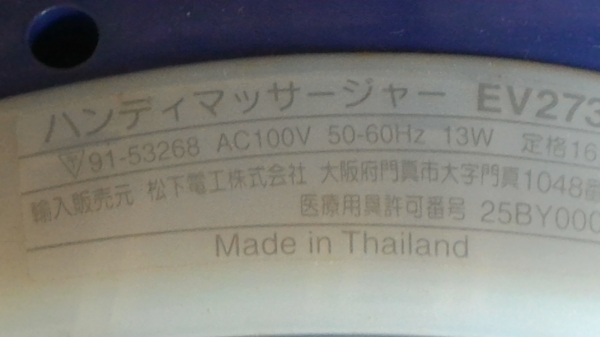 ハンディマッサージャー EV273
91-53268 AC100V 50-60Hz 13W 定格16
輸入販売元 松下電工株式会社 大阪府門真市大字門真1048番
医療用具許可番号 25BY000
Made in Thailand